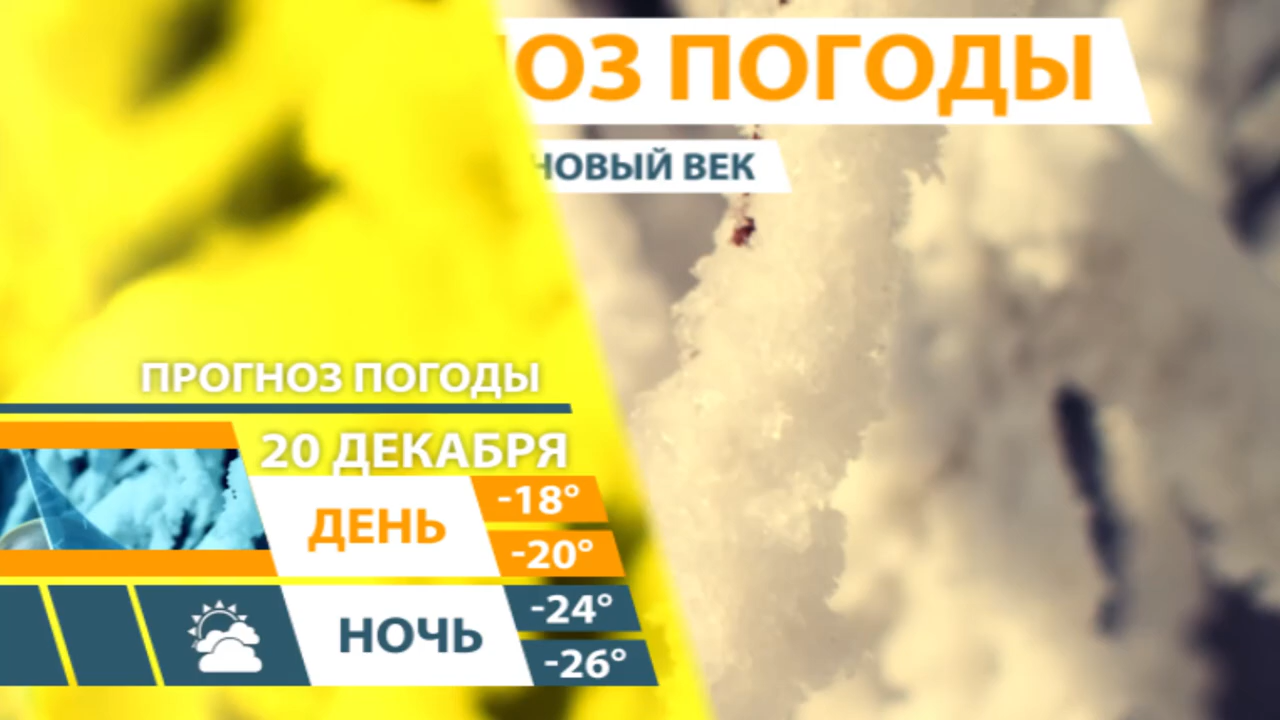 ОЗ ПОГОДЫ
НОВЫЙ ВЕК
ПРОГНОЗ ПОГОДЫ
20 ДЕКАБРЯ
ДЕНЬ
-18°
-20°
НОЧЬ
-24°
-26°